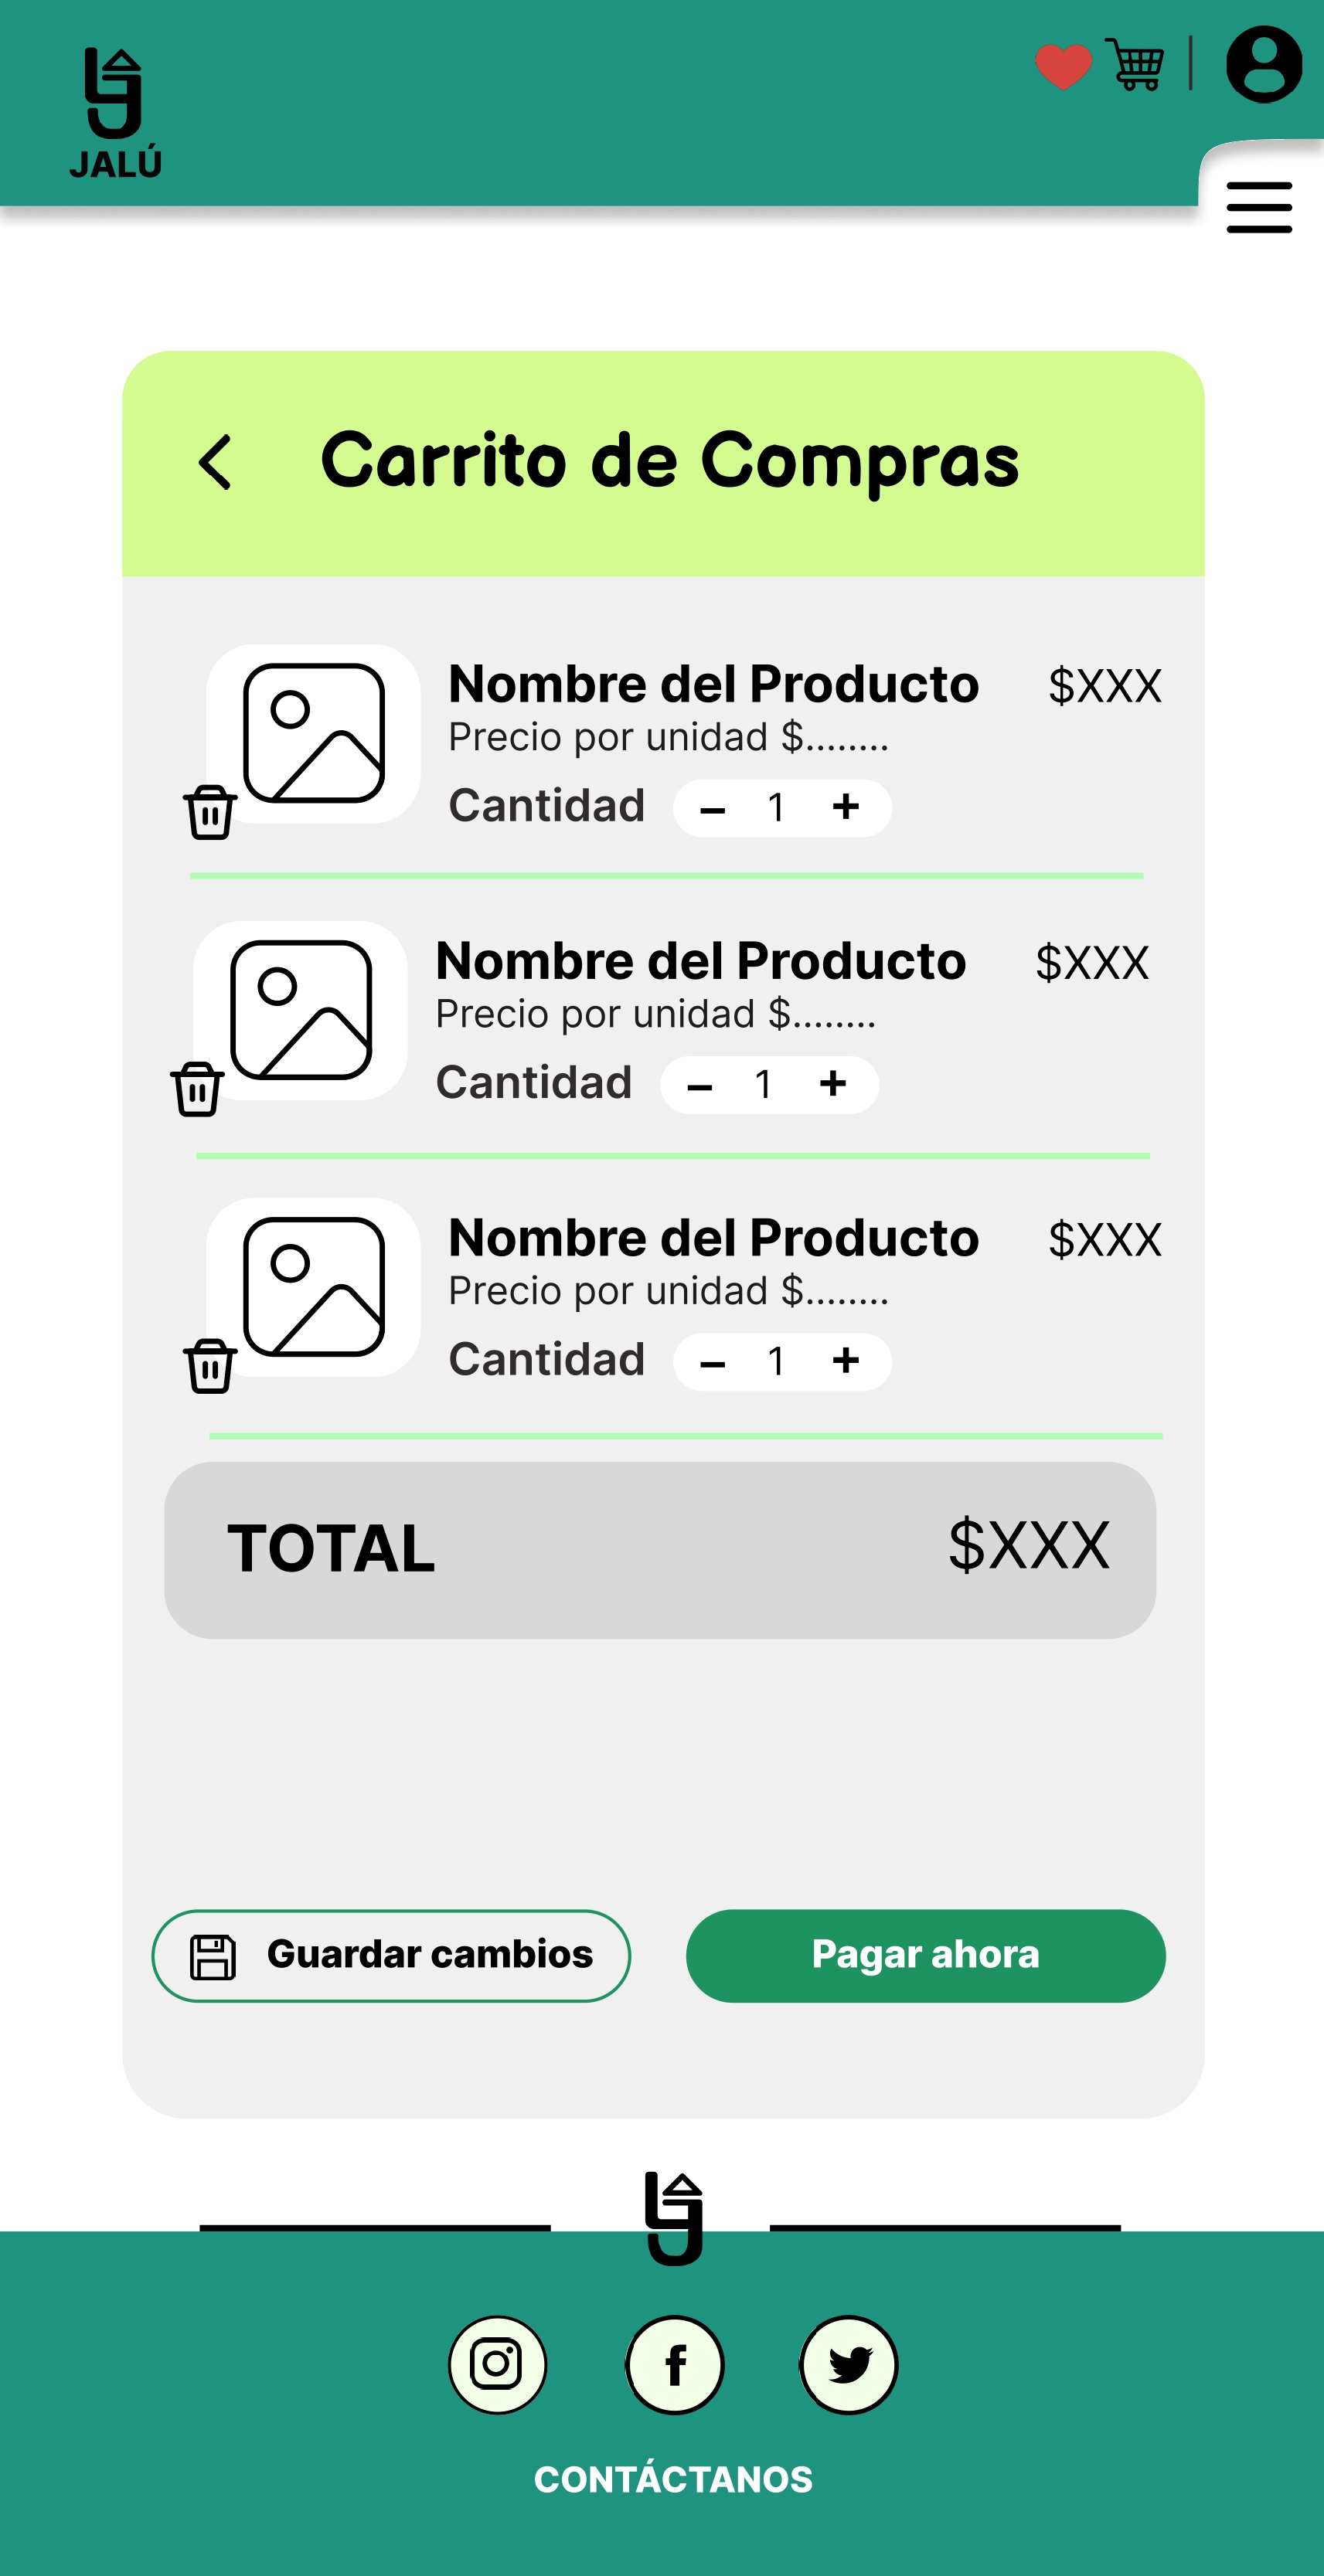 JALÚ
Carrito de Compras
Nombre del Producto $XXX
Precio por unidad $........
Cantidad − 1 +
Nombre del Producto $XXX
Precio por unidad $........
Cantidad − 1 +
Nombre del Producto $XXX
Precio por unidad $........
Cantidad − 1 +
TOTAL $XXX
Guardar cambios Pagar ahora
CONTÁCTANOS